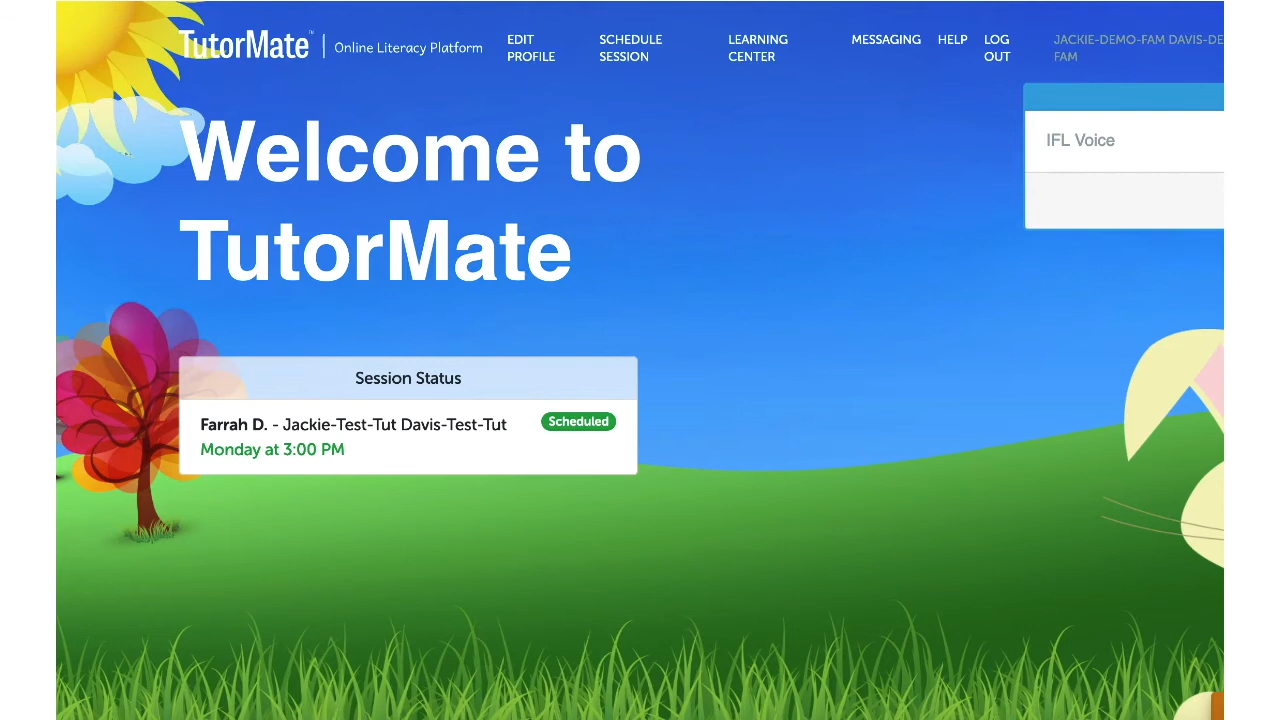 TutorMate™ | Online Literacy Platform
EDIT PROFILE
SCHEDULE SESSION
LEARNING CENTER
MESSAGING
HELP
LOG OUT
JACKIE-DEMO-FAM DAVIS-DE
FAM
Welcome to
TutorMate
IFL Voice
Session Status
Farrah D. - Jackie-Test-Tut Davis-Test-Tut
Scheduled
Monday at 3:00 PM